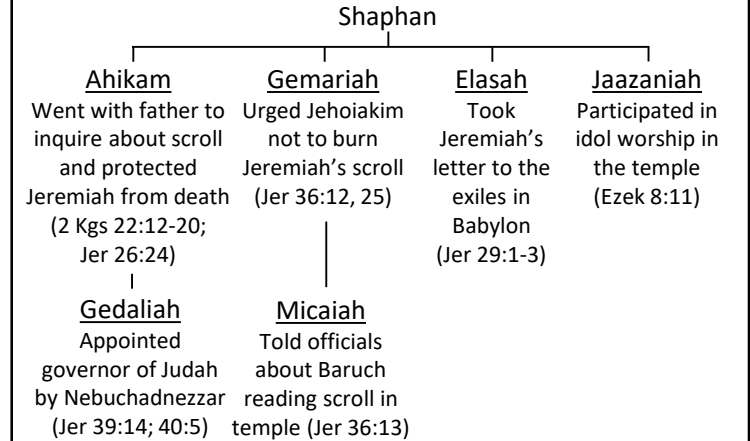 Shaphan
Ahikam
Went with father to
inquire about scroll
and protected
Jeremiah from death
(2 Kgs 22:12-20;
Jer 26:24)
Gemariah
Urged Jehoiakim
not to burn
Jeremiah’s scroll
(Jer 36:12, 25)
Elasah
Took
Jeremiah’s
letter to the
exiles in
Babylon
(Jer 29:1-3)
Jaazaniah
Participated in
idol worship in
the temple
(Ezek 8:11)
Gedaliah
Appointed
governor of Judah
by Nebuchadnezzar
(Jer 39:14; 40:5)
Micaiah
Told officials
about Baruch
reading scroll in
temple (Jer 36:13)